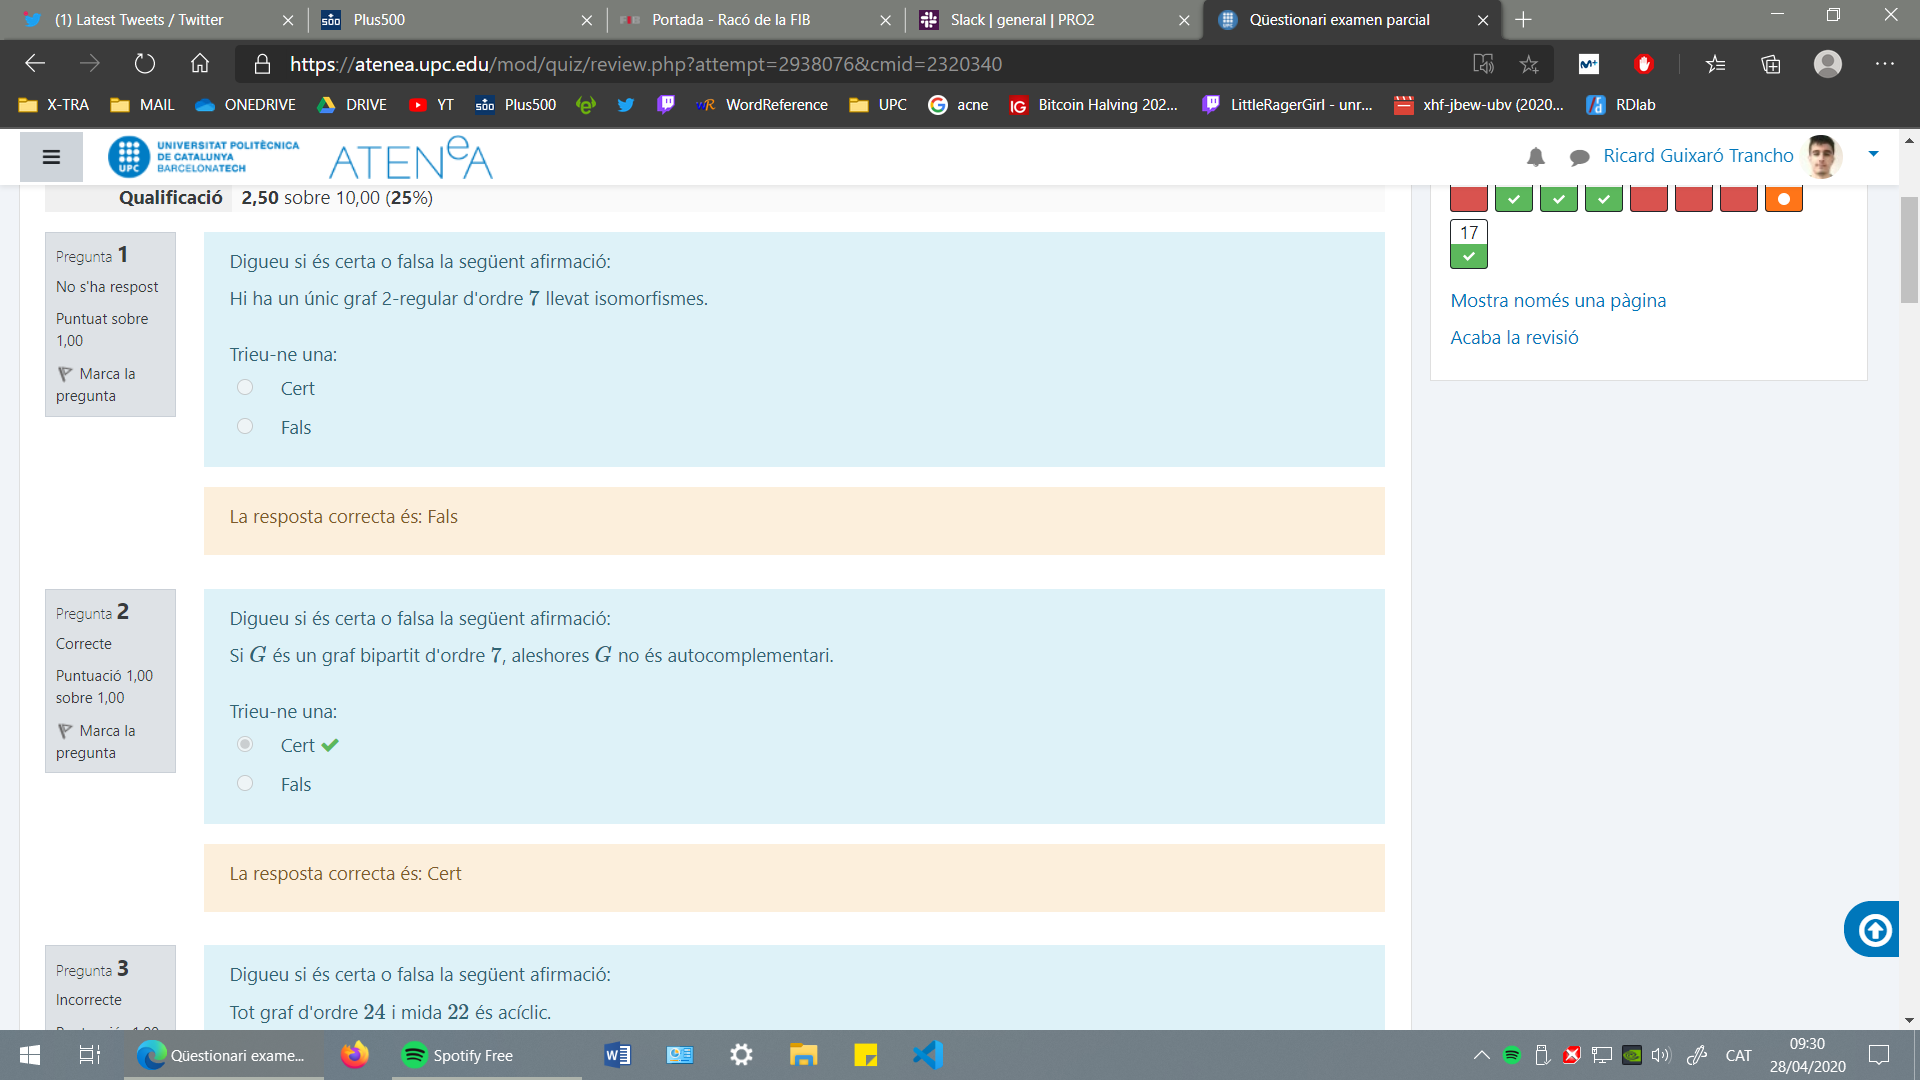 (1) Latest Tweets / Twitter
Plus500
Portada - Racó de la FIB
Slack | general | PRO2
Qüestionari examen parcial
https://atenea.upc.edu/mod/quiz/review.php?attempt=2938076&cmid=2320340
X-TRA
MAIL
ONEDRIVE
DRIVE
YT
Plus500
WordReference
UPC
acne
Bitcoin Halving 202...
LittleRagerGirl - unr...
xhf-jbew-ubv (2020...
RDlab
UNIVERSITAT POLITÈCNICA
DE CATALUNYA
BARCELONATECH
UPC
ATENeA
Ricard Guixaró Trancho
Qualificació 2,50 sobre 10,00 (25%)
17
Mostra només una pàgina
Acaba la revisió
Pregunta 1
No s'ha respost
Puntuat sobre
1,00
Marca la
pregunta
Digueu si és certa o falsa la següent afirmació:
Hi ha un únic graf 2-regular d'ordre 7 llevat isomorfismes.
Trieu-ne una:
Cert
Fals
La resposta correcta és: Fals
Pregunta 2
Correcte
Puntuació 1,00
sobre 1,00
Marca la
pregunta
Digueu si és certa o falsa la següent afirmació:
Si G és un graf bipartit d'ordre 7, aleshores G no és autocomplementari.
Trieu-ne una:
Cert
Fals
La resposta correcta és: Cert
Pregunta 3
Incorrecte
Digueu si és certa o falsa la següent afirmació:
Tot graf d'ordre 24 i mida 22 és acíclic.
Qüestionari exame...
Spotify Free
CAT
09:30
28/04/2020